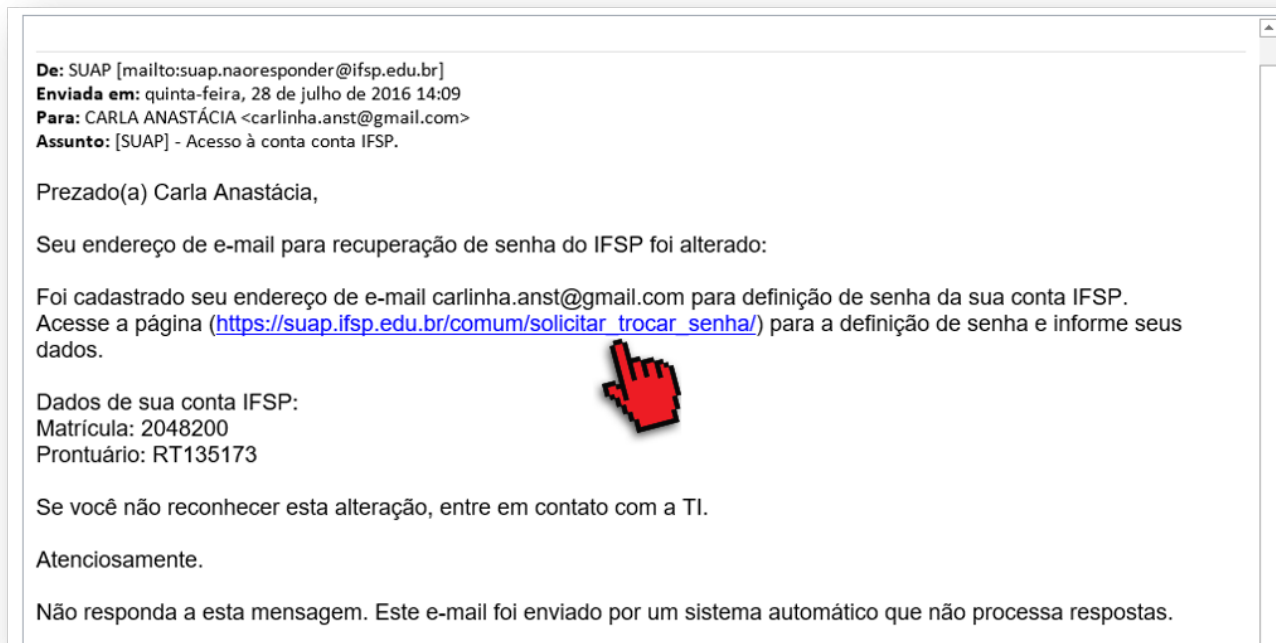 De: SUAP [mailto:suap.naoresponder@ifsp.edu.br]
Enviada em: quinta-feira, 28 de julho de 2016 14:09
Para: CARLA ANASTÁCIA <carlinha.anst@gmail.com>
Assunto: [SUAP] - Acesso à conta conta IFSP.
Prezado(a) Carla Anastácia,
Seu endereço de e-mail para recuperação de senha do IFSP foi alterado:
Foi cadastrado seu endereço de e-mail carlinha.anst@gmail.com para definição de senha da sua conta IFSP.
Acesse a página (https://suap.ifsp.edu.br/comum/solicitar_trocar_senha/) para a definição de senha e informe seus
dados.
Dados de sua conta IFSP:
Matrícula: 2048200
Prontuário: RT135173
Se você não reconhecer esta alteração, entre em contato com a TI.
Atenciosamente.
Não responda a esta mensagem. Este e-mail foi enviado por um sistema automático que não processa respostas.